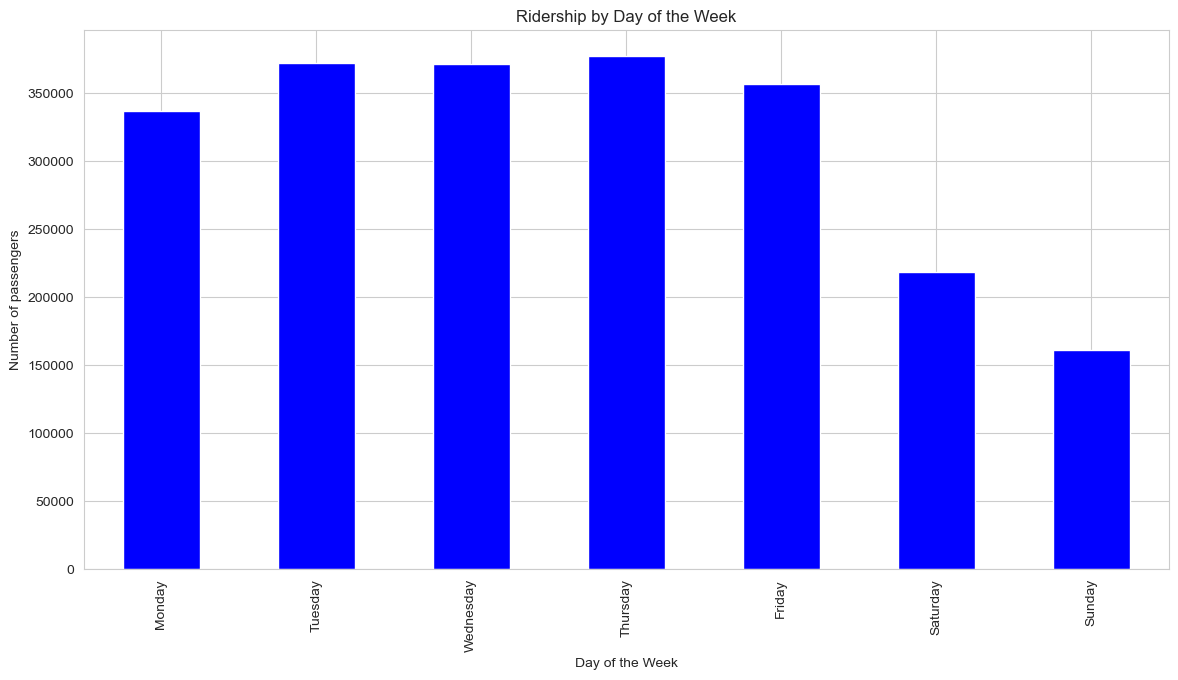 Ridership by Day of the Week
Number of passengers
350000
300000
250000
200000
150000
100000
50000
0
Monday
Tuesday
Wednesday
Thursday
Friday
Saturday
Sunday
Day of the Week